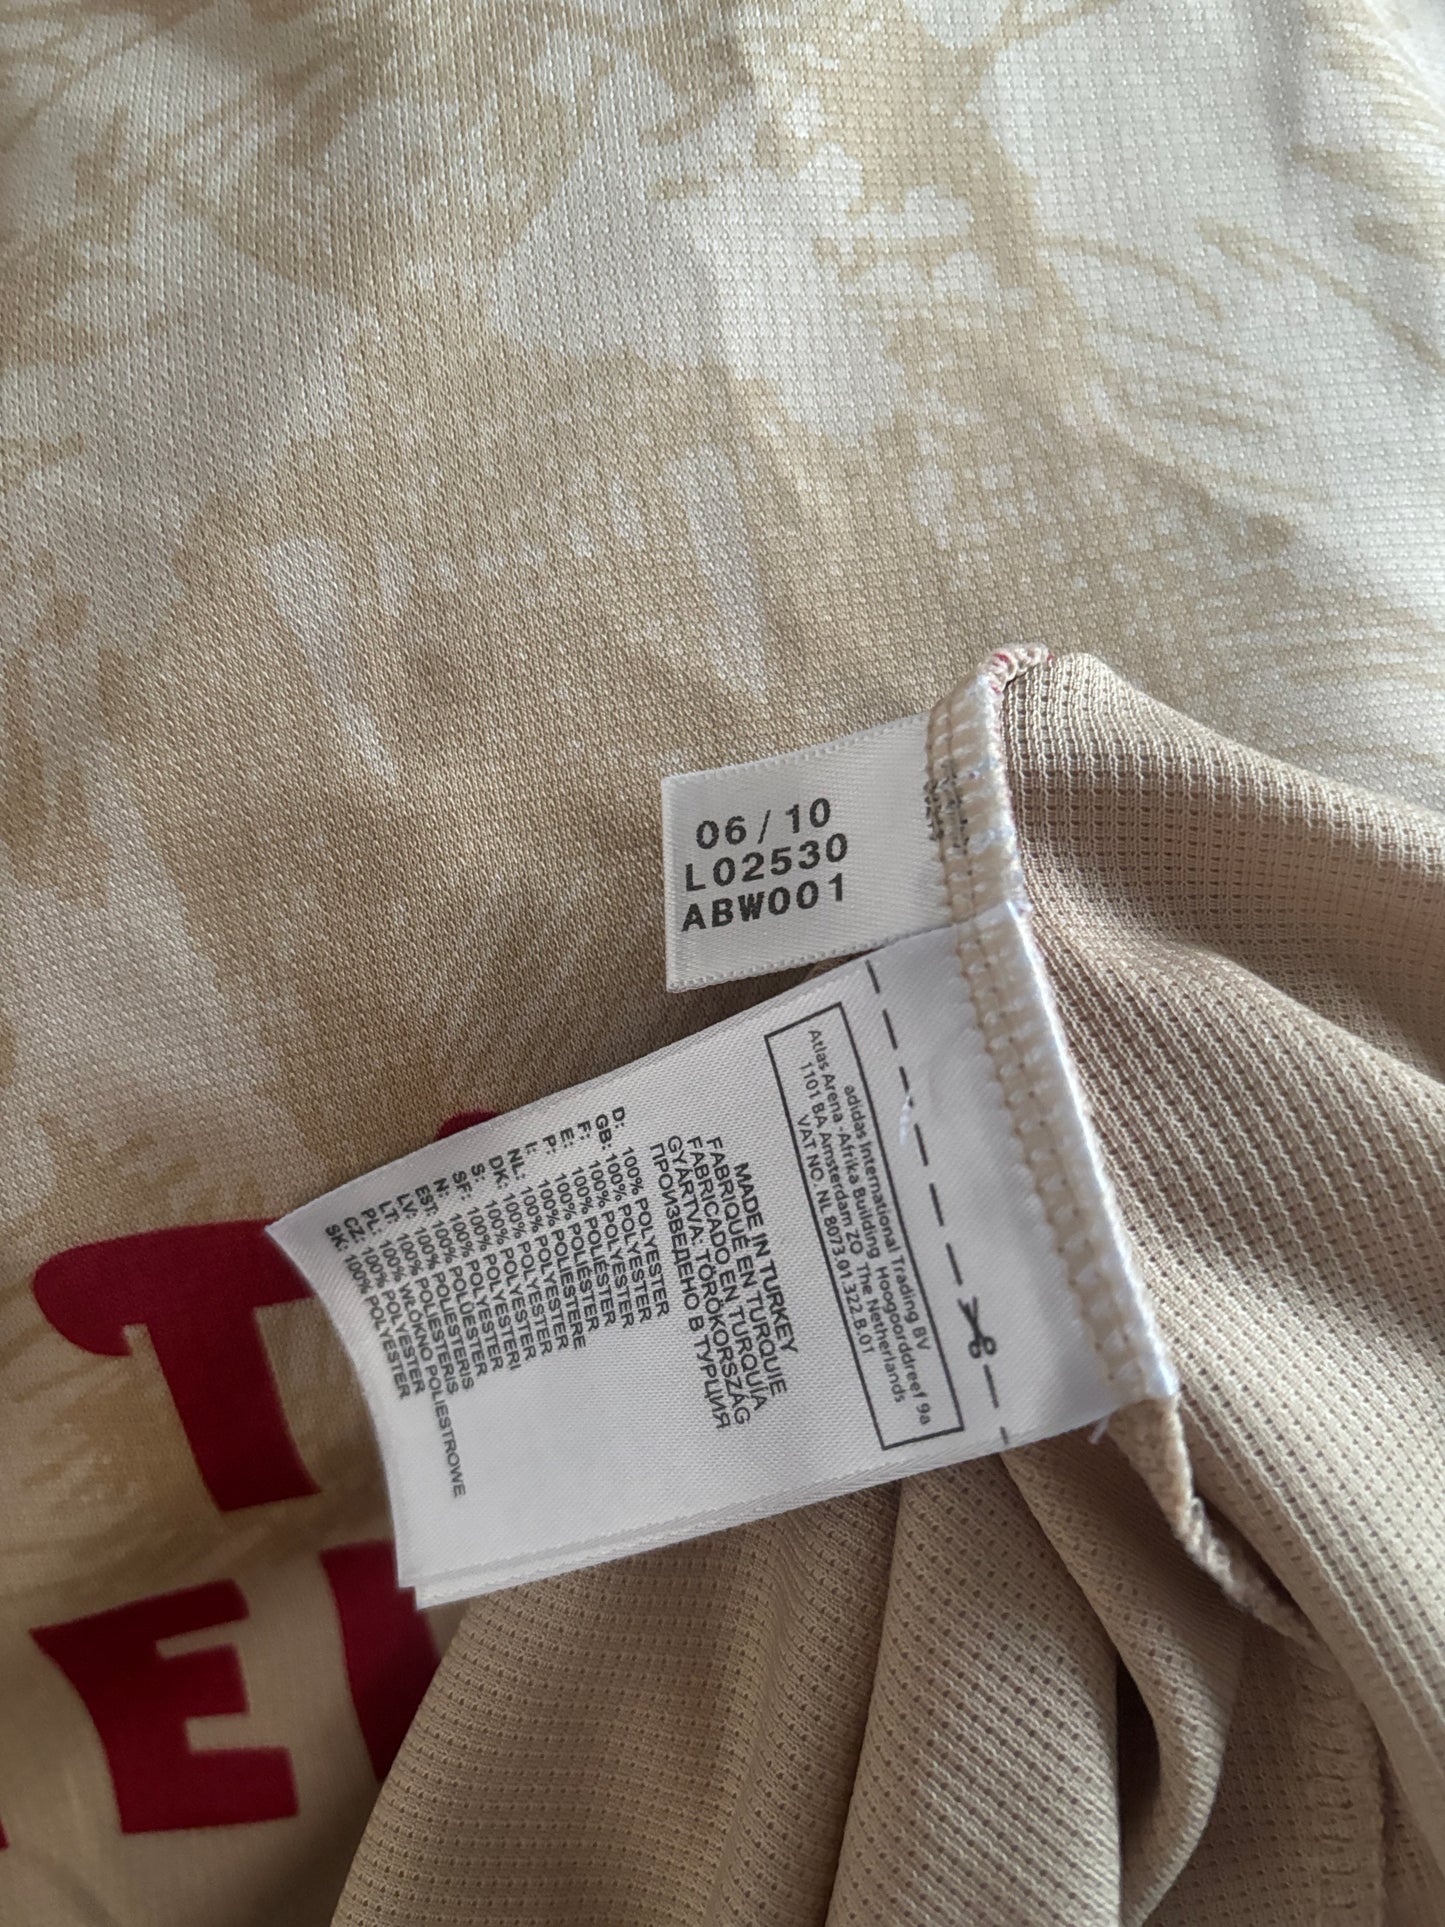 06/10
L02530
ABW001
adidas International Trading BV
Atlas Arena -Afrika Building Hoogoorddreef 9a
1101 BA Amsterdam ZO The Netherlands
VAT NO. NL 8073.01.322.B.01
MADE IN TURKEY
FABRIQUÉ EN TURQUIE
FABRICADO EN TURQUÍA
GYÁRTVA: TÖRÖKORSZÁG
ПРОИЗВЕДЕНО В ТУРЦИЯ
D: 100% POLYESTER
GB: 100% POLYESTER
F: 100% POLYESTER
E: 100% POLIÉSTER
P: 100% POLIÉSTER
I: 100% POLIESTERE
NL: 100% POLYESTER
DK: 100% POLYESTER
S: 100% POLYESTER
SF: 100% POLYESTERI
N: 100% POLYESTER
EST: 100% POLÜESTER
LV: 100% POLIESTERIS
LT: 100% POLIESTERIS
PL: 100% WŁÓKNO POLIESTROWE
CZ: 100% POLYESTER
SK: 100% POLYESTER